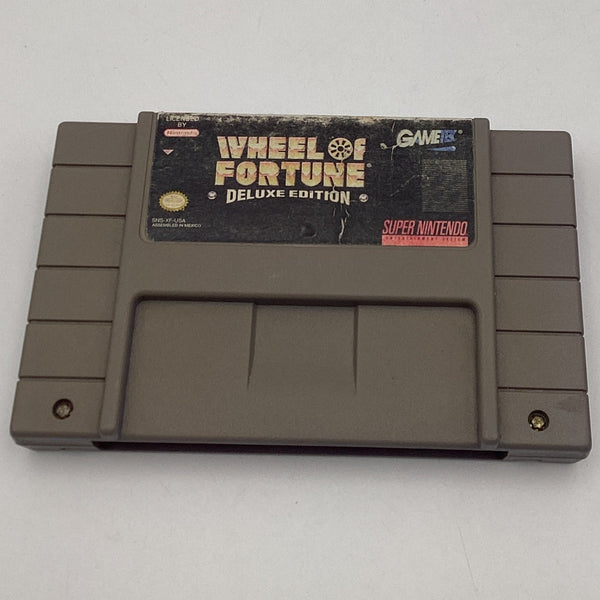 LICENSED
BY
Nintendo
GAMETEK
WHEEL OF
FORTUNE
DELUXE EDITION
SNS-XF-USA
ASSEMBLED IN MEXICO
SUPER NINTENDO
ENTERTAINMENT SYSTEM